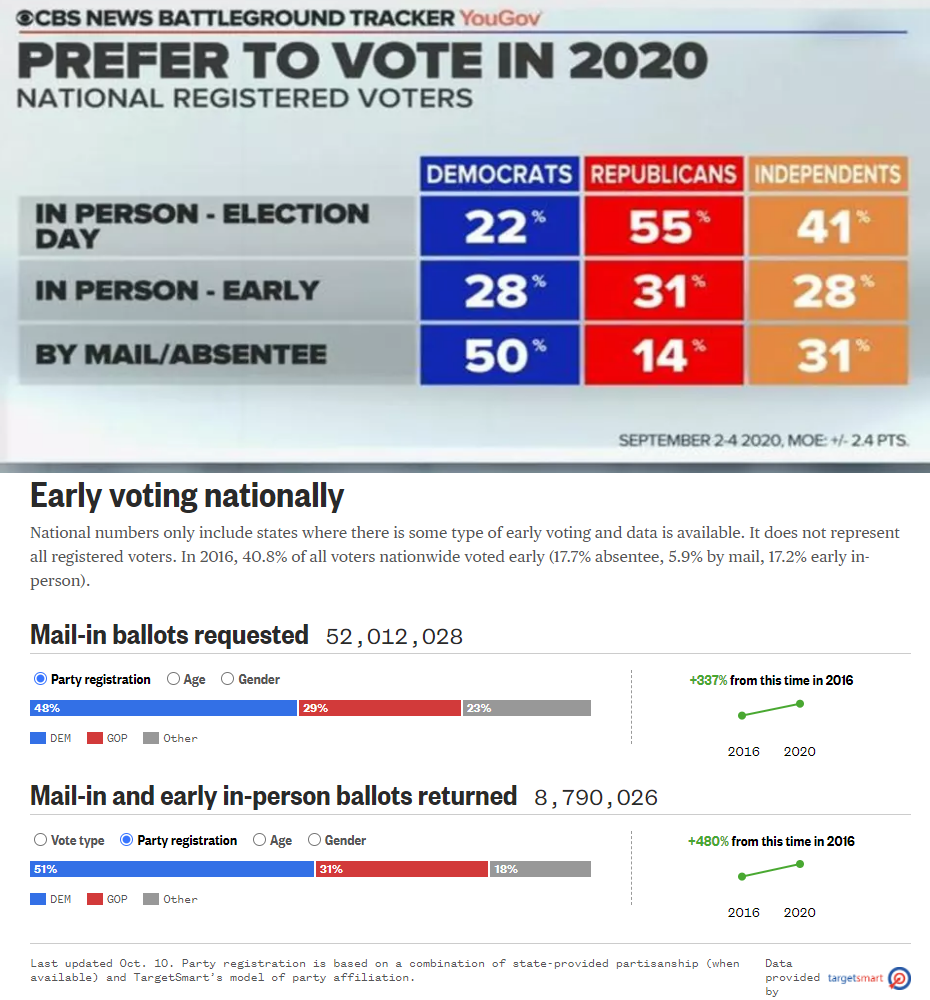 CBS NEWS BATTLEGROUND TRACKER YouGov
PREFER TO VOTE IN 2020
NATIONAL REGISTERED VOTERS
DEMOCRATS REPUBLICANS INDEPENDENTS
IN PERSON - ELECTION
DAY
22% 55% 41%
IN PERSON - EARLY 28% 31% 28%
BY MAIL/ABSENTEE 50% 14% 31%
SEPTEMBER 2-4 2020, MOE: +/- 2.4 PTS.
Early voting nationally
National numbers only include states where there is some type of early voting and data is available. It does not represent
all registered voters. In 2016, 40.8% of all voters nationwide voted early (17.7% absentee, 5.9% by mail, 17.2% early in-
person).
Mail-in ballots requested 52,012,028
Party registration Age Gender
48% 29% 23%
DEM GOP Other
+337% from this time in 2016
2016 2020
Mail-in and early in-person ballots returned 8,790,026
Vote type Party registration Age Gender
51% 31% 18%
DEM GOP Other
+480% from this time in 2016
2016 2020
Last updated Oct. 10. Party registration is based on a combination of state-provided partisanship (when
available) and TargetSmart's model of party affiliation.
Data
provided
by
targetsmart